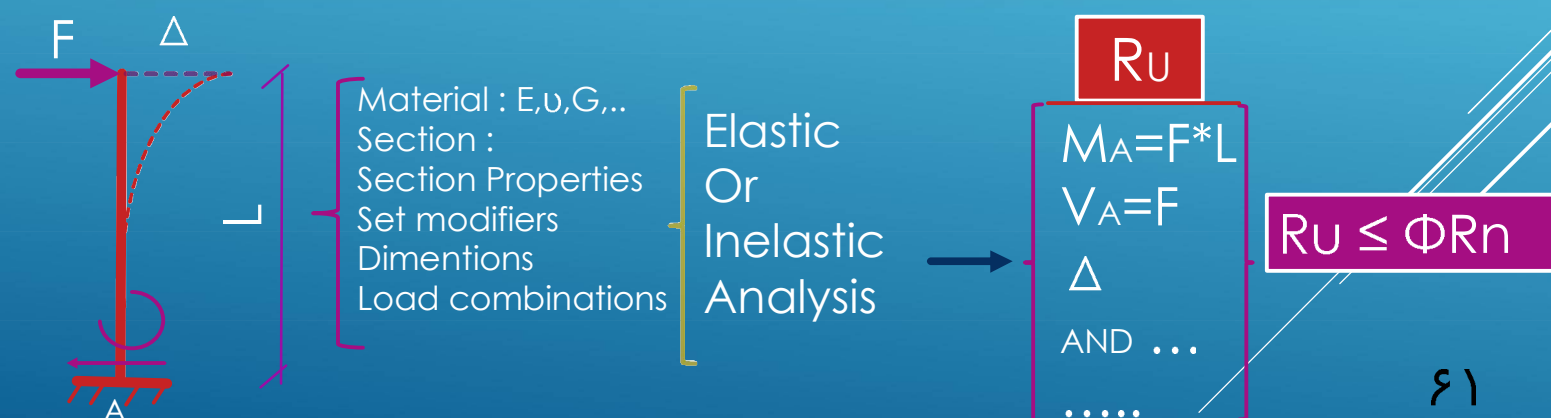 F Δ
L
A
Material : E,υ,G,..
Section :
Section Properties
Set modifiers
Dimentions
Load combinations
Elastic
Or
Inelastic
Analysis
RU
MA=F*L
VA=F
Δ
AND ...
.....
Ru ≤ ΦRn
۶۱